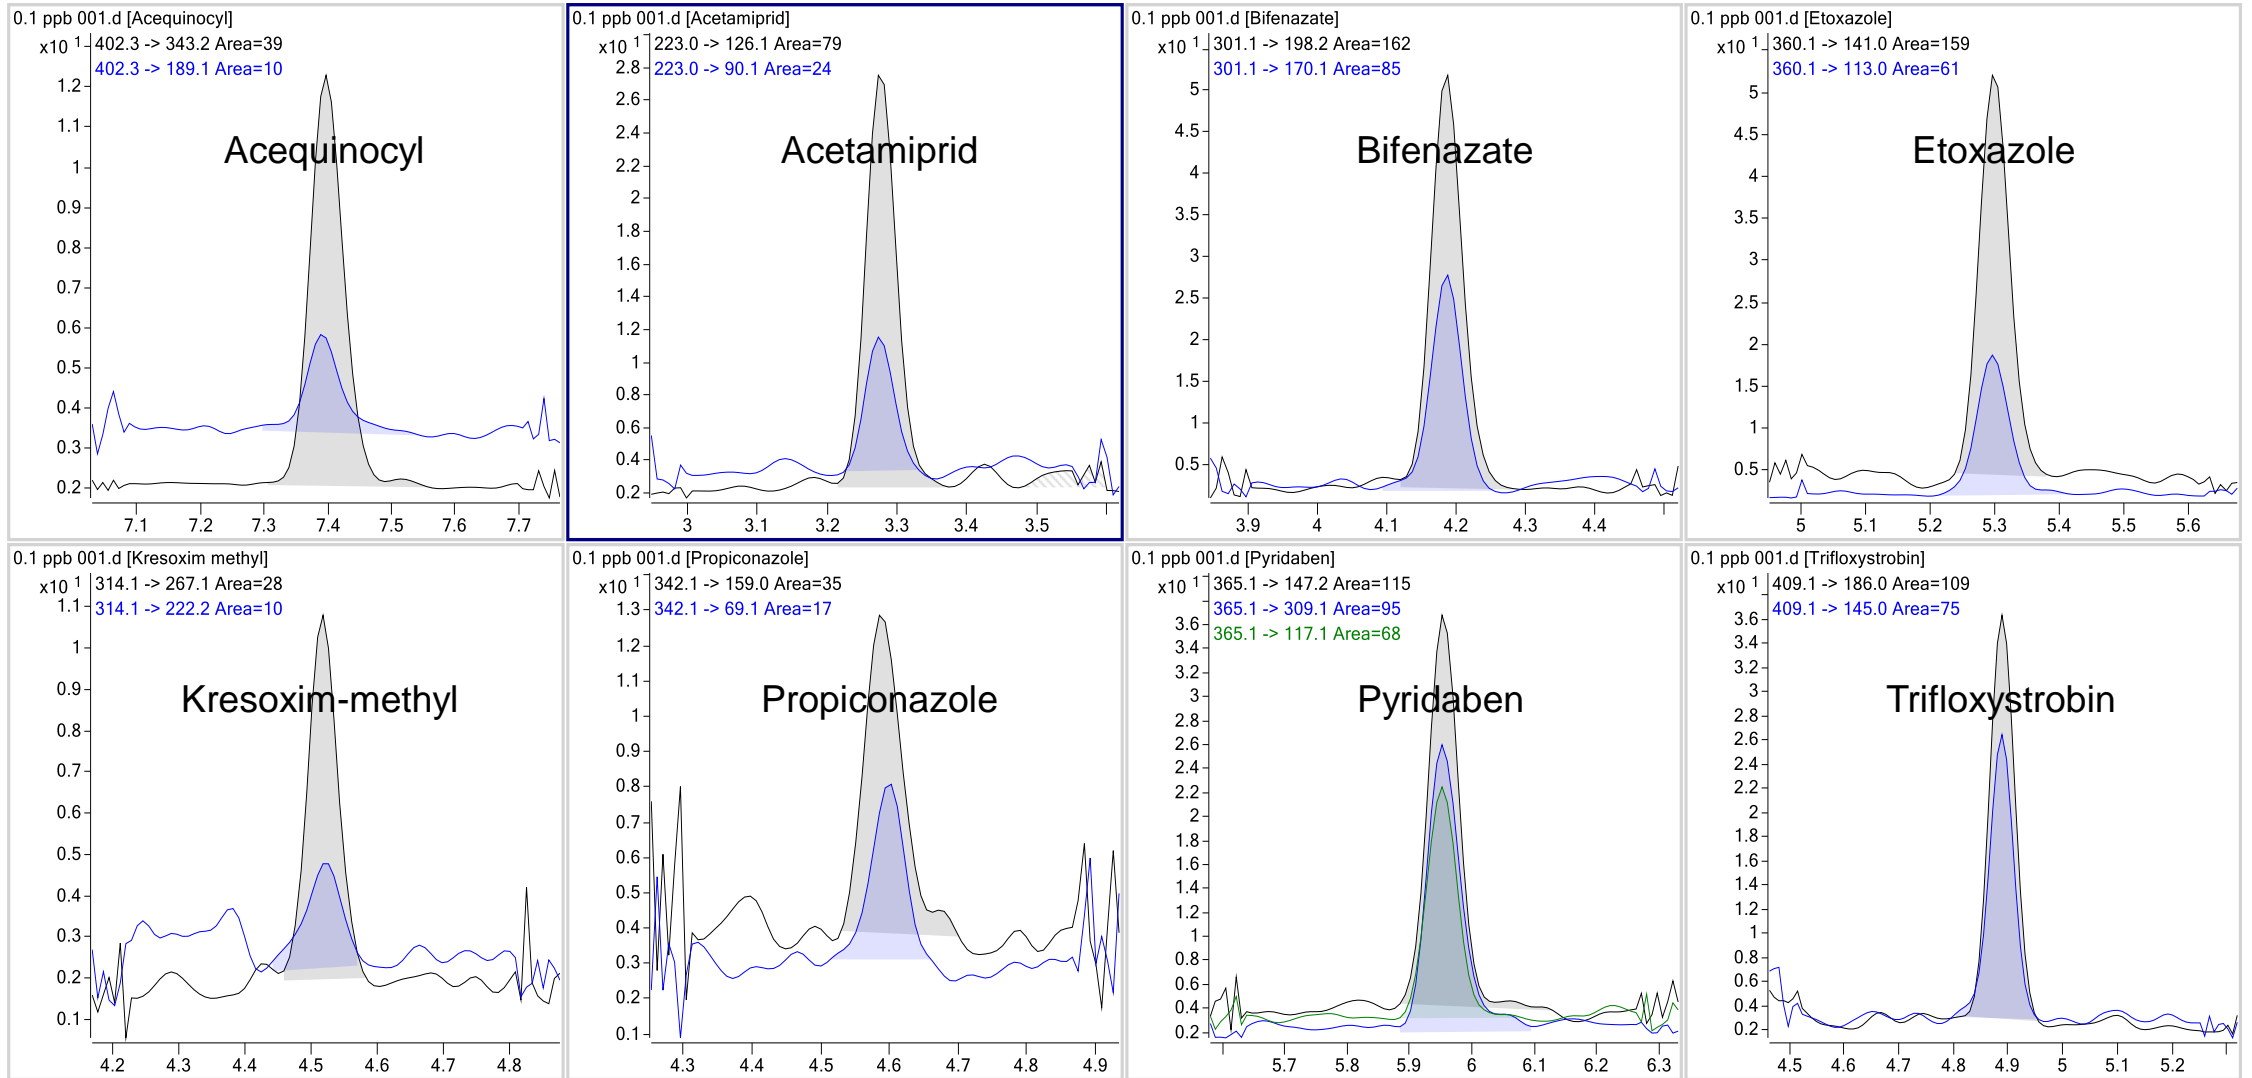 0.1 ppb 001.d [Acequinocyl]
x10 1
402.3 -> 343.2 Area=39
402.3 -> 189.1 Area=10
Acequinocyl
1.2
1.1
1
0.9
0.8
0.7
0.6
0.5
0.4
0.3
0.2
7.1 7.2 7.3 7.4 7.5 7.6 7.7
0.1 ppb 001.d [Acetamiprid]
x10 1
223.0 -> 126.1 Area=79
223.0 -> 90.1 Area=24
Acetamiprid
2.8
2.6
2.4
2.2
2
1.8
1.6
1.4
1.2
1
0.8
0.6
0.4
0.2
3 3.1 3.2 3.3 3.4 3.5
0.1 ppb 001.d [Bifenazate]
x10 1
301.1 -> 198.2 Area=162
301.1 -> 170.1 Area=85
Bifenazate
5
4.5
4
3.5
3
2.5
2
1.5
1
0.5
3.9 4 4.1 4.2 4.3 4.4
0.1 ppb 001.d [Etoxazole]
x10 1
360.1 -> 141.0 Area=159
360.1 -> 113.0 Area=61
Etoxazole
5
4.5
4
3.5
3
2.5
2
1.5
1
0.5
5 5.1 5.2 5.3 5.4 5.5 5.6
0.1 ppb 001.d [Kresoxim methyl]
x10 1
314.1 -> 267.1 Area=28
314.1 -> 222.2 Area=10
Kresoxim-methyl
1.1
1
0.9
0.8
0.7
0.6
0.5
0.4
0.3
0.2
0.1
4.2 4.3 4.4 4.5 4.6 4.7 4.8
0.1 ppb 001.d [Propiconazole]
x10 1
342.1 -> 159.0 Area=35
342.1 -> 69.1 Area=17
Propiconazole
1.3
1.2
1.1
1
0.9
0.8
0.7
0.6
0.5
0.4
0.3
0.2
0.1
4.3 4.4 4.5 4.6 4.7 4.8 4.9
0.1 ppb 001.d [Pyridaben]
x10 1
365.1 -> 147.2 Area=115
365.1 -> 309.1 Area=95
365.1 -> 117.1 Area=68
Pyridaben
3.6
3.4
3.2
3
2.8
2.6
2.4
2.2
2
1.8
1.6
1.4
1.2
1
0.8
0.6
0.4
0.2
5.7 5.8 5.9 6 6.1 6.2 6.3
0.1 ppb 001.d [Trifloxystrobin]
x10 1
409.1 -> 186.0 Area=109
409.1 -> 145.0 Area=75
Trifloxystrobin
3.6
3.4
3.2
3
2.8
2.6
2.4
2.2
2
1.8
1.6
1.4
1.2
1
0.8
0.6
0.4
0.2
4.5 4.6 4.7 4.8 4.9 5 5.1 5.2